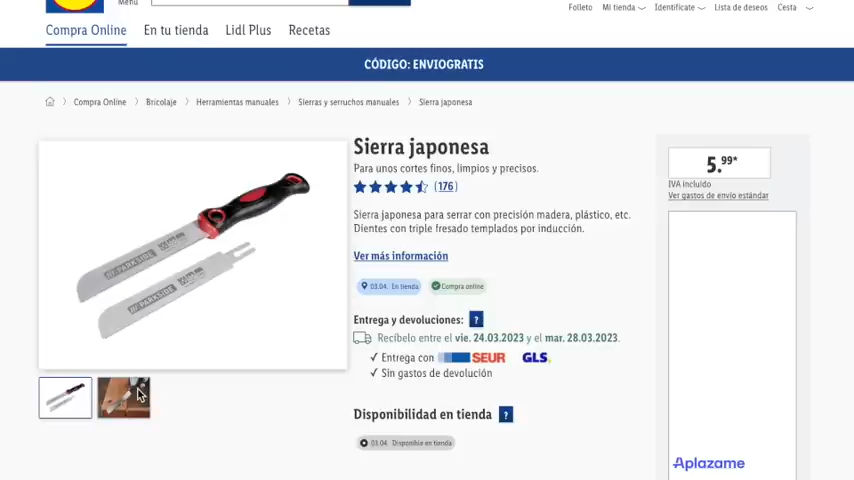 Menú
Folleto Mi tienda Identifícate Lista de deseos Cesta
Compra Online En tu tienda Lidl Plus Recetas
CÓDIGO: ENVIOGRATIS
Compra Online Bricolaje Herramientas manuales Sierras y serruchos manuales Sierra japonesa
Sierra japonesa
Para unos cortes finos, limpios y precisos.
(176)
Sierra japonesa para serrar con precisión madera, plástico, etc.
Dientes con triple fresado templados por inducción.
Ver más información
03.04. En tienda Compra online
Entrega y devoluciones: ?
Recíbelo entre el vie. 24.03.2023 y el mar. 28.03.2023.
Entrega con SEUR GLS.
Sin gastos de devolución
Disponibilidad en tienda ?
03.04. Disponible en tienda
5.99*
IVA incluido
Ver gastos de envío estándar
Aplazame
PARKSIDE
PARKSIDE